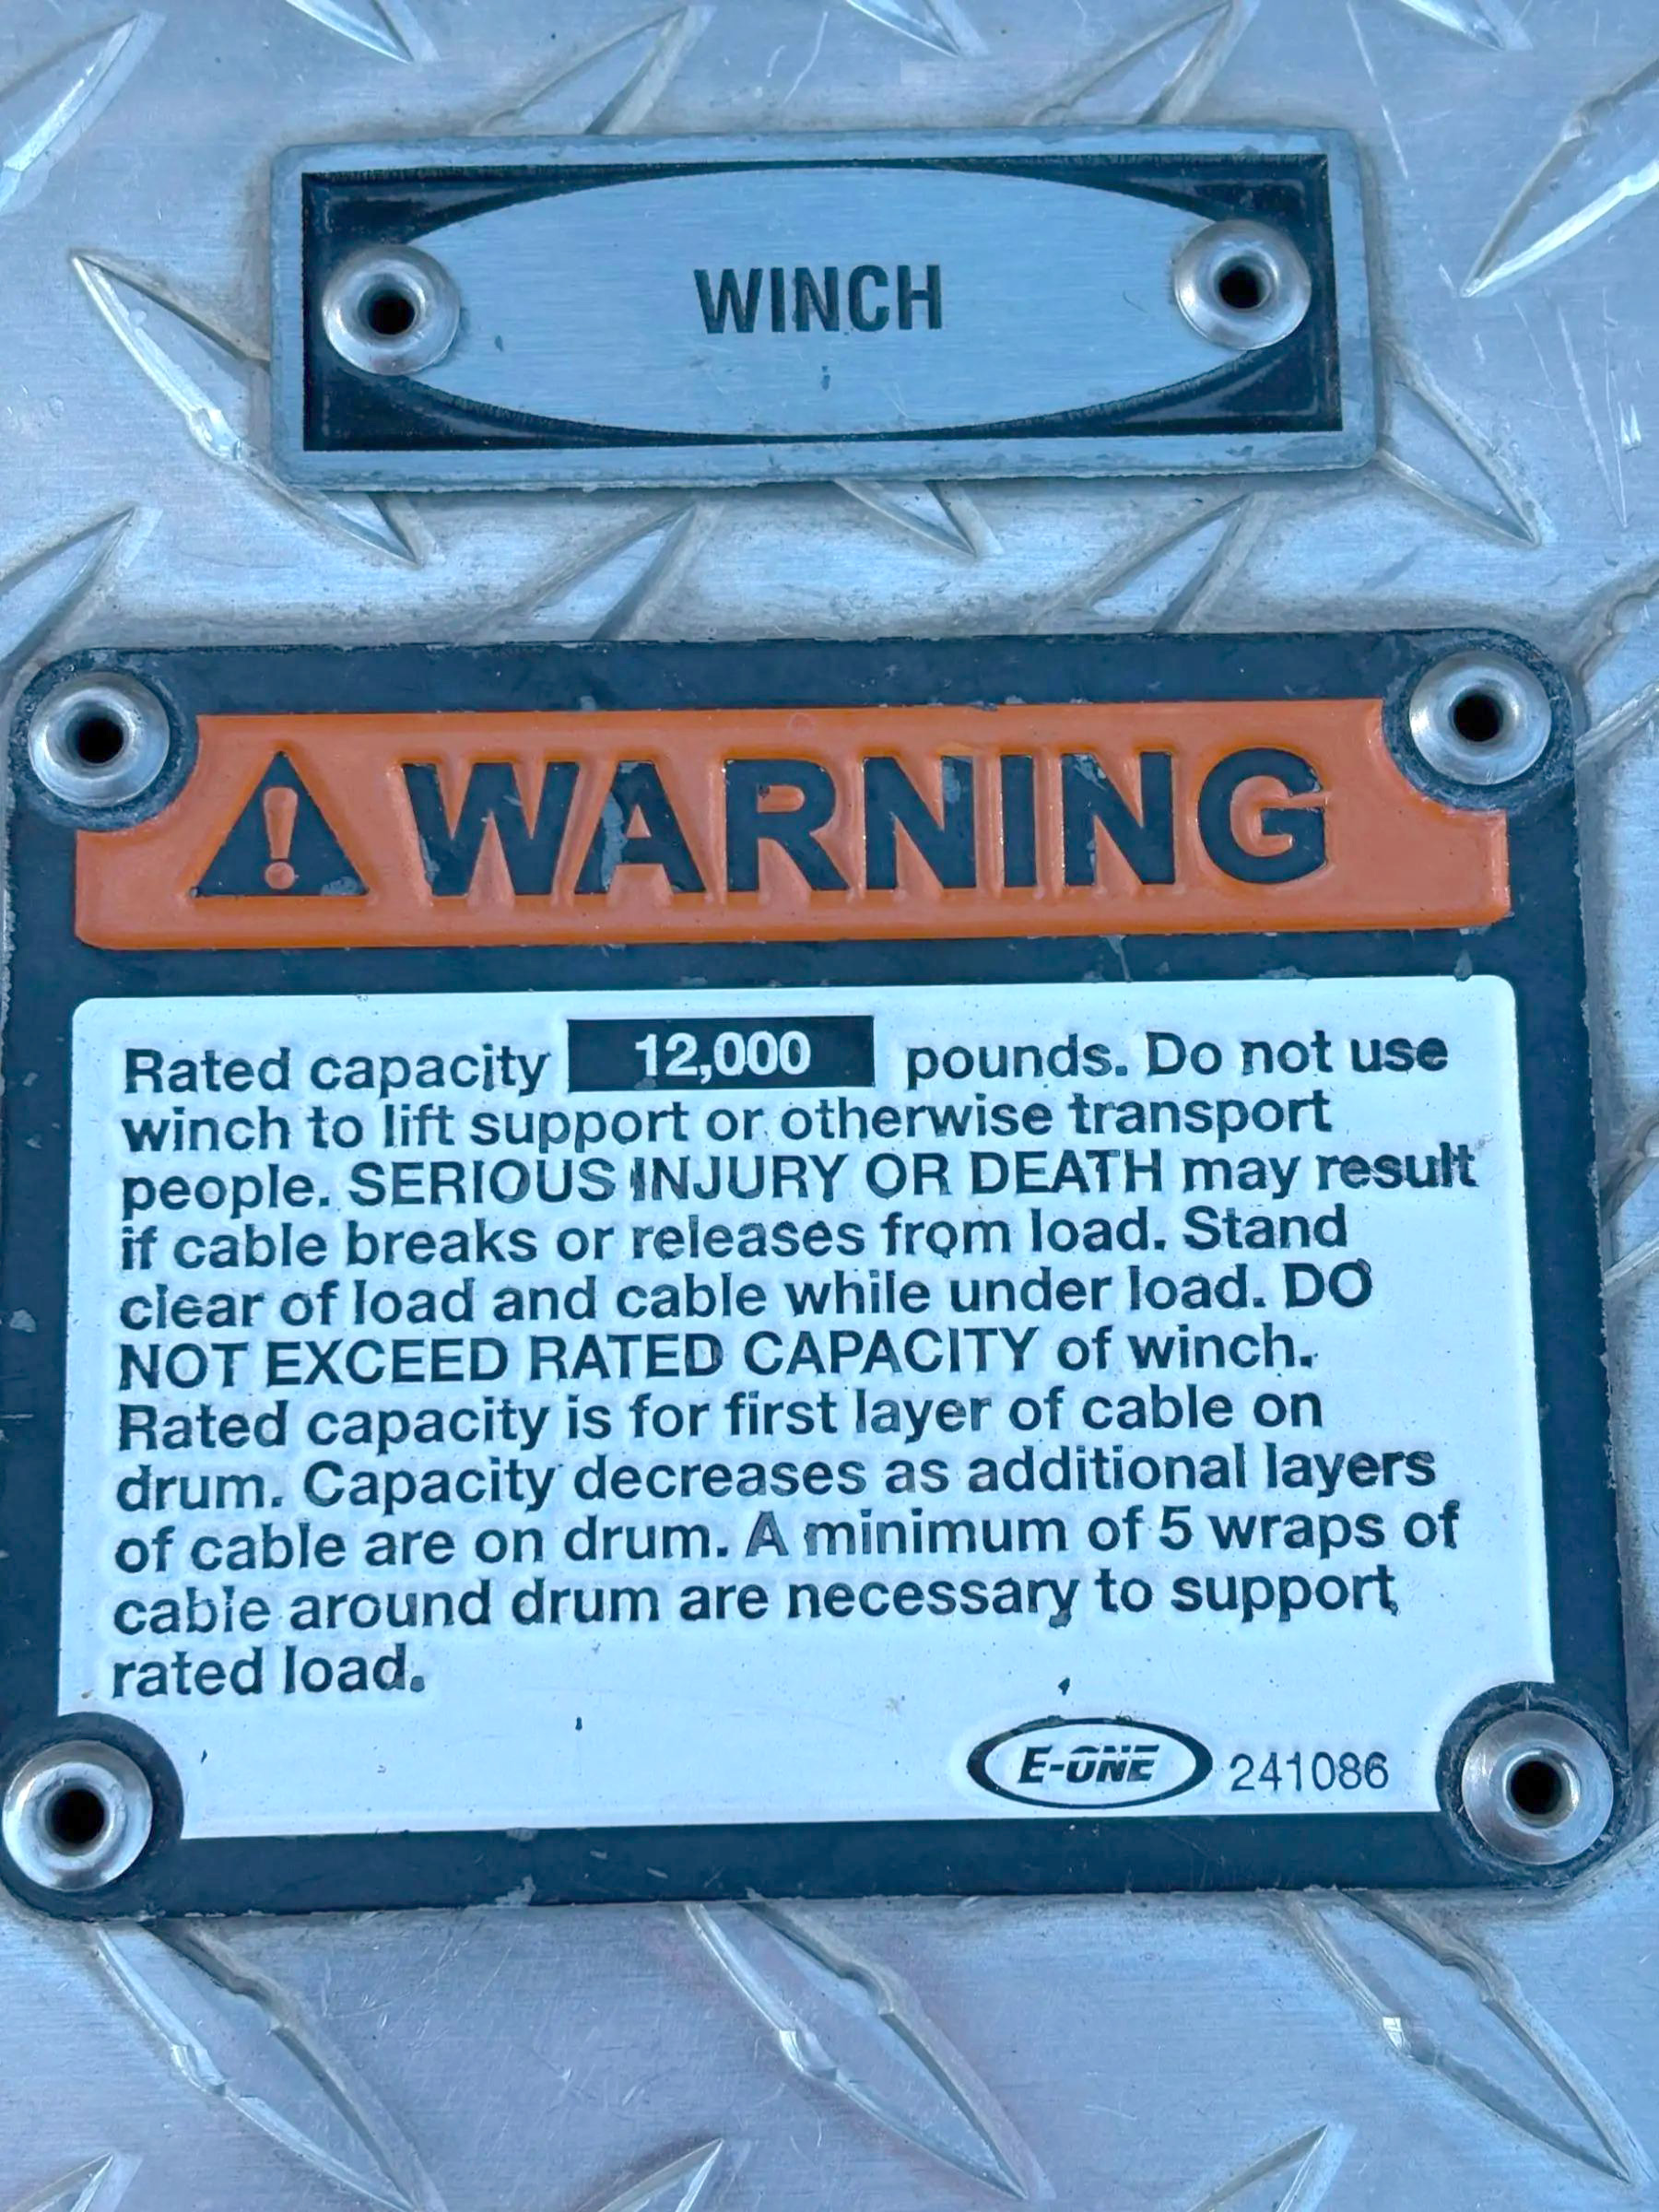 WINCH
WARNING
Rated capacity 12,000 pounds. Do not use
winch to lift support or otherwise transport
people. SERIOUS INJURY OR DEATH may result
if cable breaks or releases from load. Stand
clear of load and cable while under load. DO
NOT EXCEED RATED CAPACITY of winch.
Rated capacity is for first layer of cable on
drum. Capacity decreases as additional layers
of cable are on drum. A minimum of 5 wraps of
cable around drum are necessary to support
rated load.
E-ONE 241086